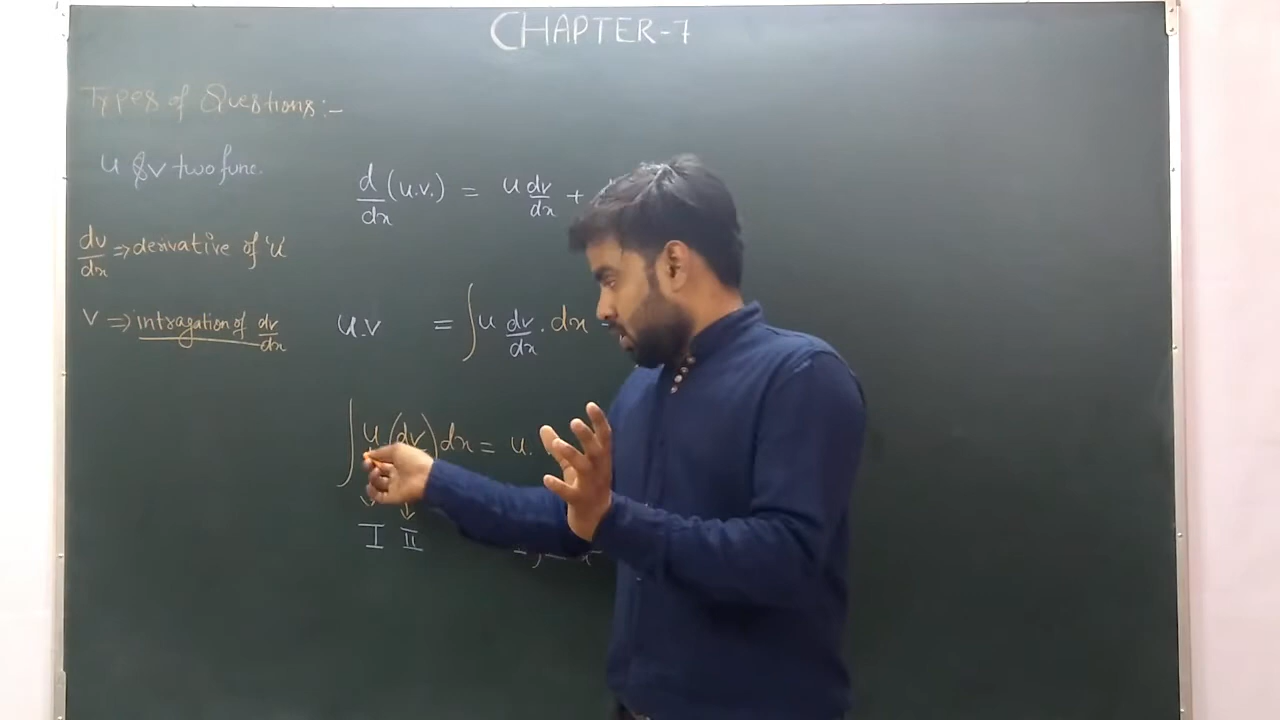 CHAPTER-7
Types of Questions:-
u & v two func.
d/dx (u.v.) = u dv/dx +
dv/dx => derivative of 'u'
v => intragation of dv/dx
u.v = ∫ u dv/dx . dx =
∫ u (dv) dx = u.
I II